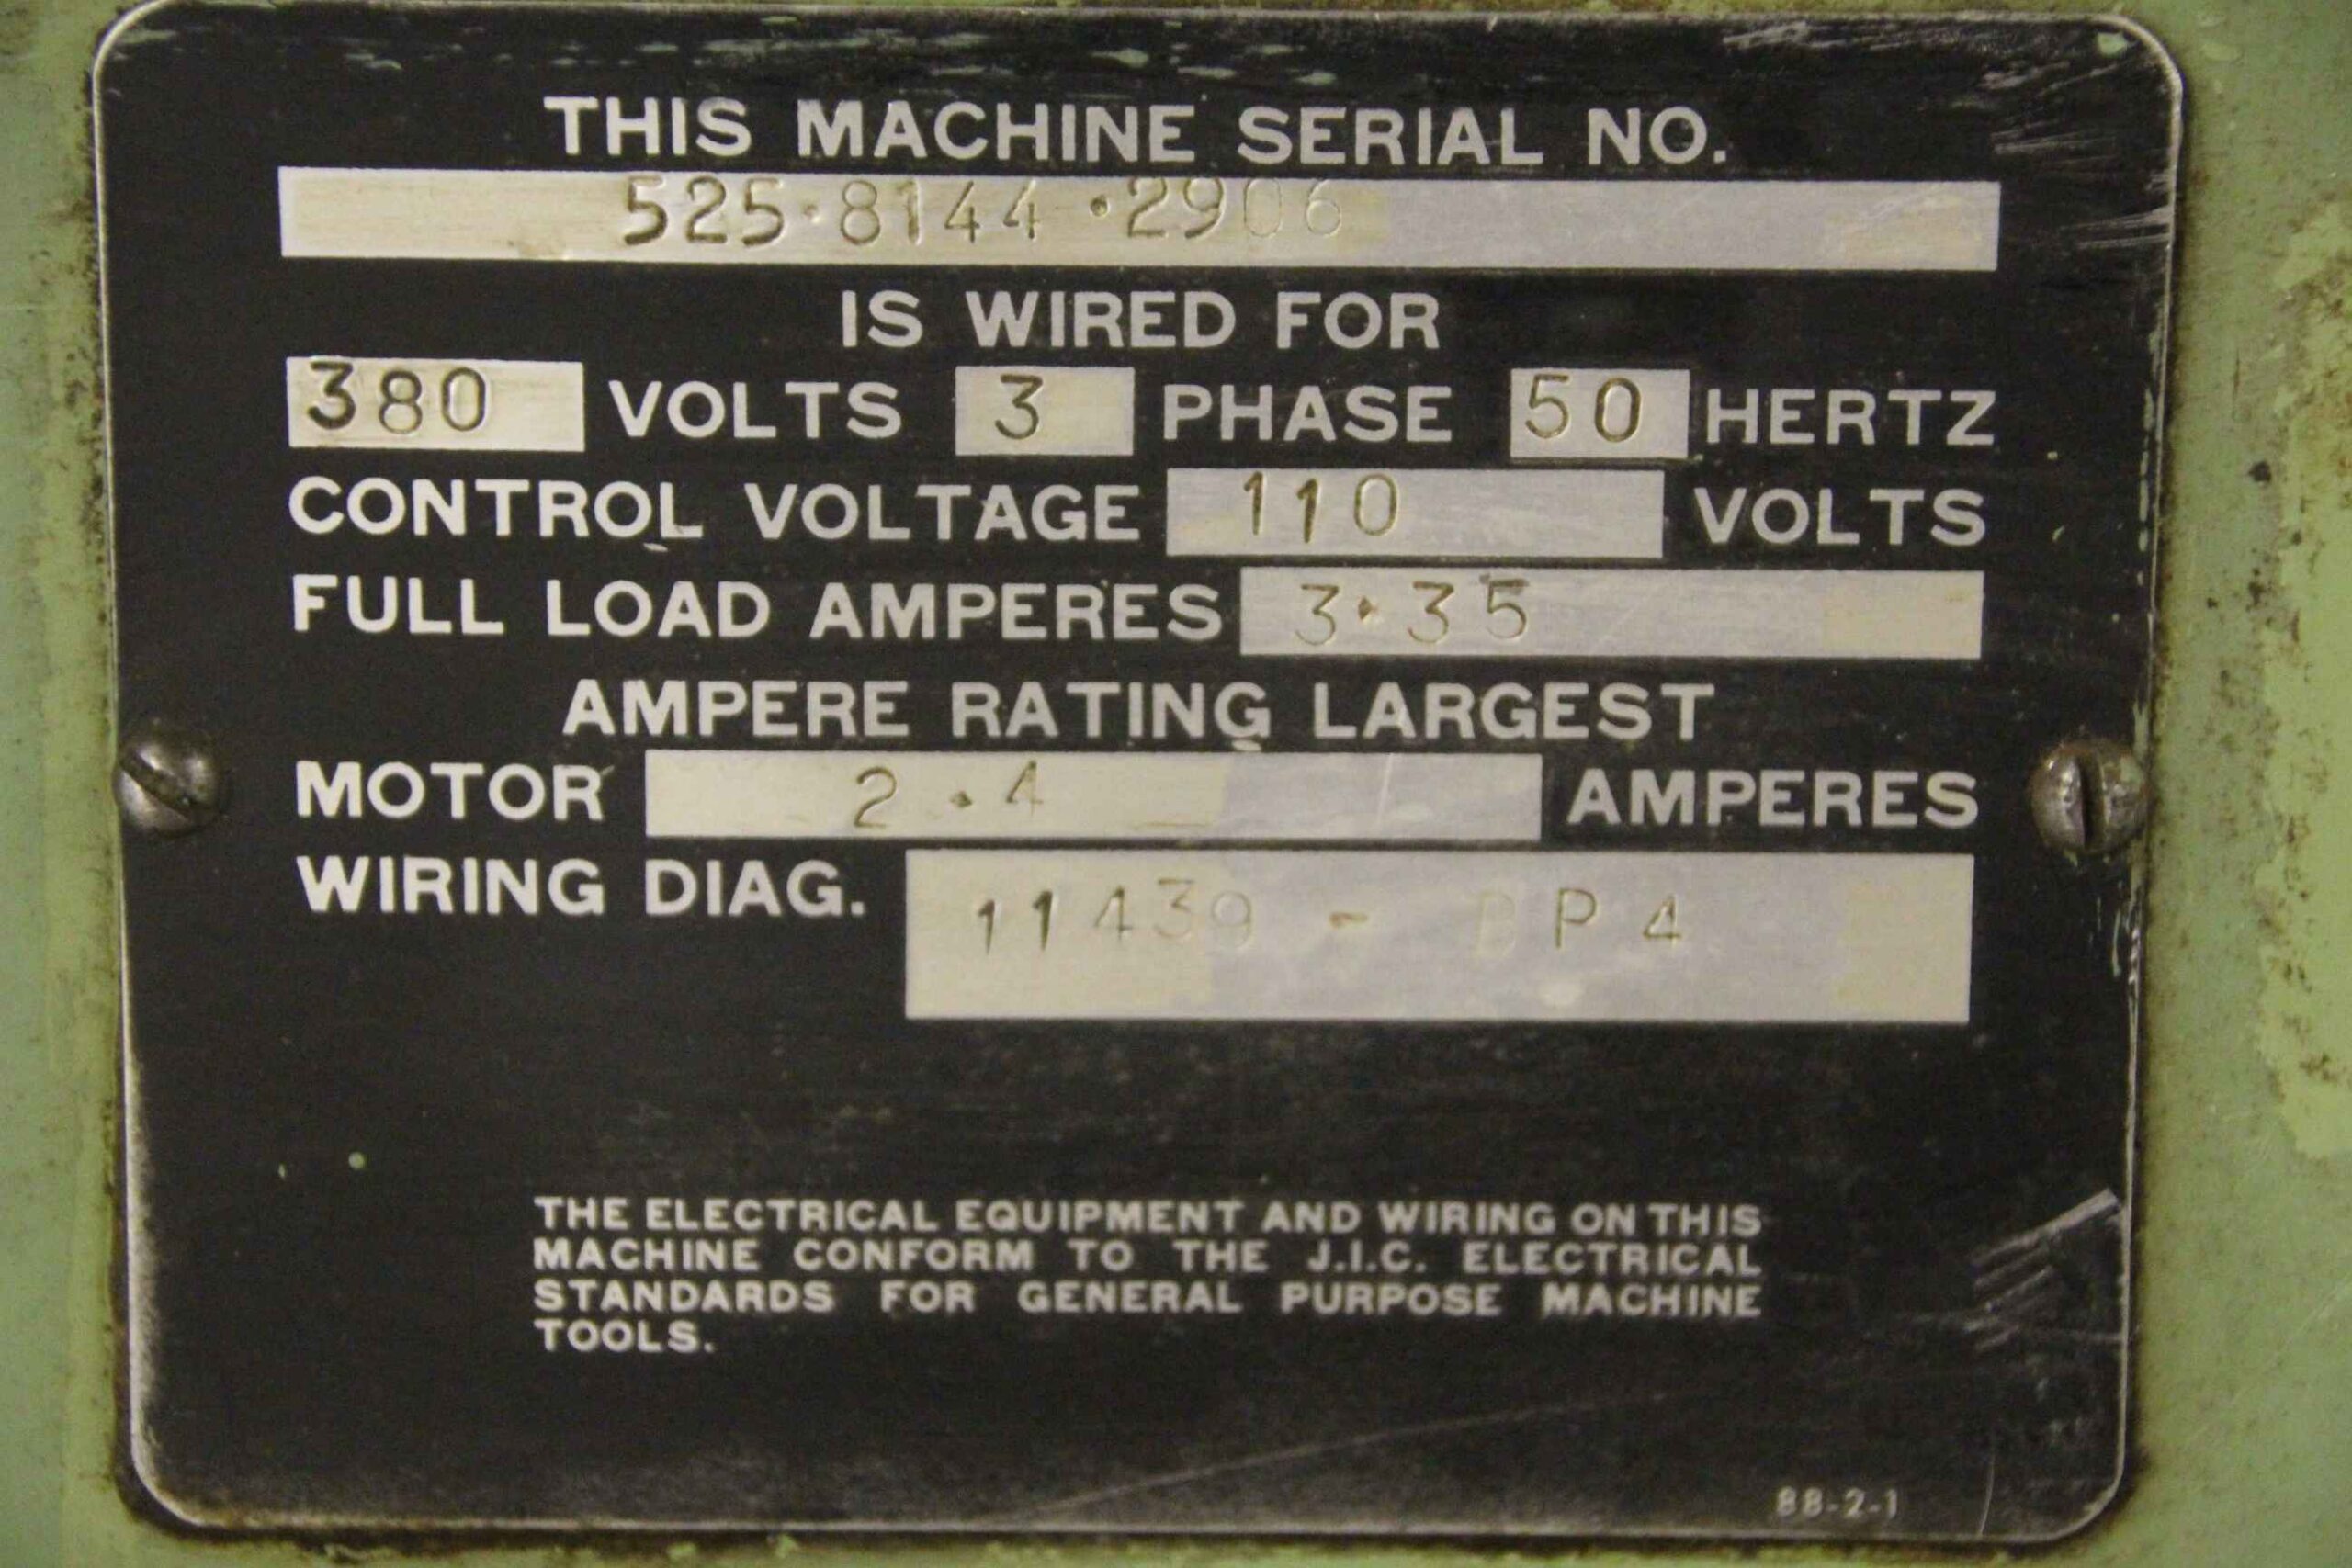 THIS MACHINE SERIAL NO.
525·8144·2906
IS WIRED FOR
380 VOLTS 3 PHASE 50 HERTZ
CONTROL VOLTAGE 110 VOLTS
FULL LOAD AMPERES 3·35
AMPERE RATING LARGEST
MOTOR 2.4 AMPERES
WIRING DIAG. 11439 - BP4
THE ELECTRICAL EQUIPMENT AND WIRING ON THIS
MACHINE CONFORM TO THE J.I.C. ELECTRICAL
STANDARDS FOR GENERAL PURPOSE MACHINE
TOOLS.
88-2-1